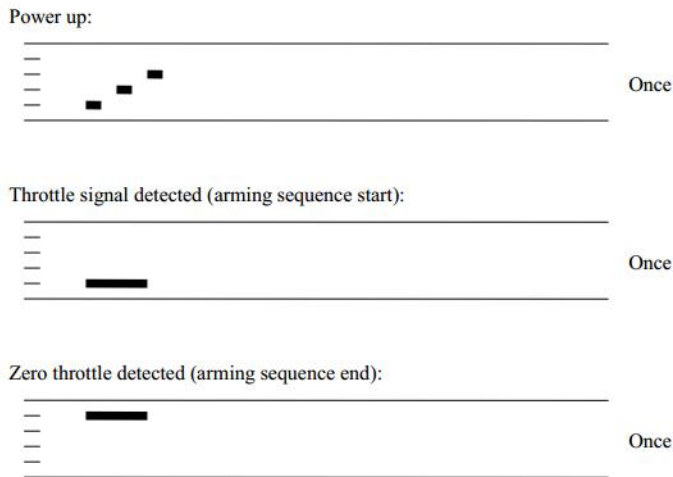 Power up:
Once
Throttle signal detected (arming sequence start):
Once
Zero throttle detected (arming sequence end):
Once